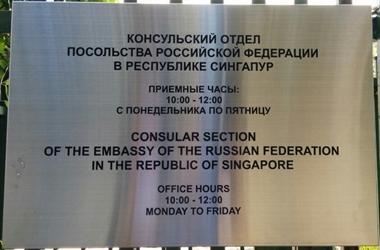 КОНСУЛЬСКИЙ ОТДЕЛ
ПОСОЛЬСТВА РОССИЙСКОЙ ФЕДЕРАЦИИ
В РЕСПУБЛИКЕ СИНГАПУР
ПРИЕМНЫЕ ЧАСЫ:
10:00 - 12:00
С ПОНЕДЕЛЬНИКА ПО ПЯТНИЦУ
CONSULAR SECTION
OF THE EMBASSY OF THE RUSSIAN FEDERATION
IN THE REPUBLIC OF SINGAPORE
OFFICE HOURS
10:00 - 12:00
MONDAY TO FRIDAY